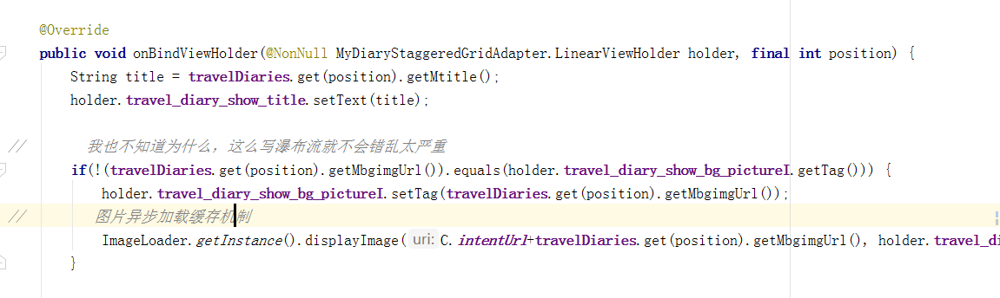 @Override
public void onBindViewHolder(@NonNull MyDiaryStaggeredGridAdapter.LinearViewHolder holder, final int position) {
String title = travelDiaries.get(position).getMtitle();
holder.travel_diary_show_title.setText(title);
// 我也不知道为什么，这么写瀑布流就不会错乱太严重
if(!(travelDiaries.get(position).getMbgimgUrl()).equals(holder.travel_diary_show_bg_pictureI.getTag())) {
holder.travel_diary_show_bg_pictureI.setTag(travelDiaries.get(position).getMbgimgUrl());
// 图片异步加载缓存机制
ImageLoader.getInstance().displayImage( uri: C.intentUrl+travelDiaries.get(position).getMbgimgUrl(), holder.travel_di
}